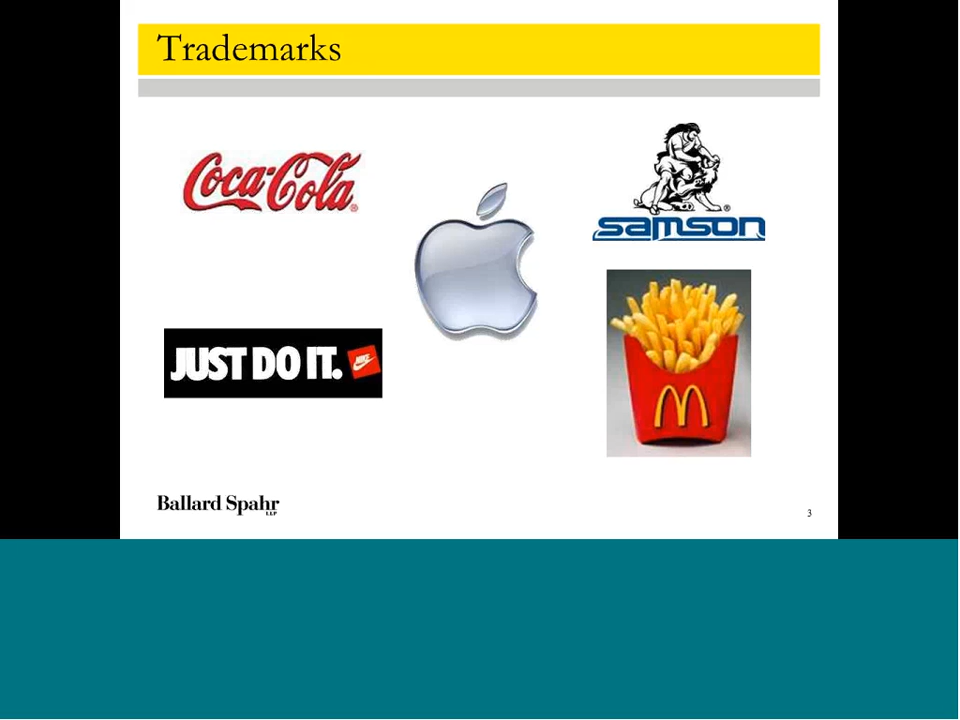 Trademarks
Coca-Cola
®
®
SAMSON
JUST DO IT. NIKE
M
Ballard Spahr
LLP
3